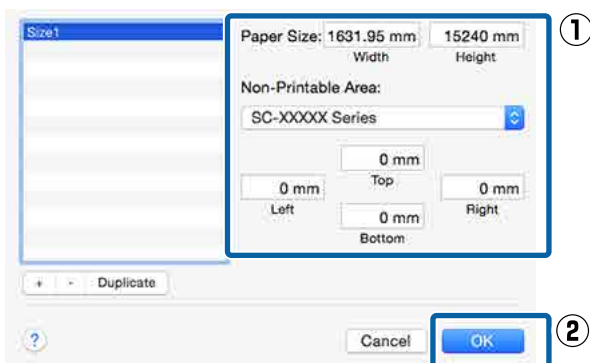 Size1
Paper Size: 1631.95 mm 15240 mm
Width Height
Non-Printable Area:
SC-XXXXX Series
0 mm
Top
0 mm 0 mm
Left Right
0 mm
Bottom
+ - Duplicate
? Cancel OK
①
②